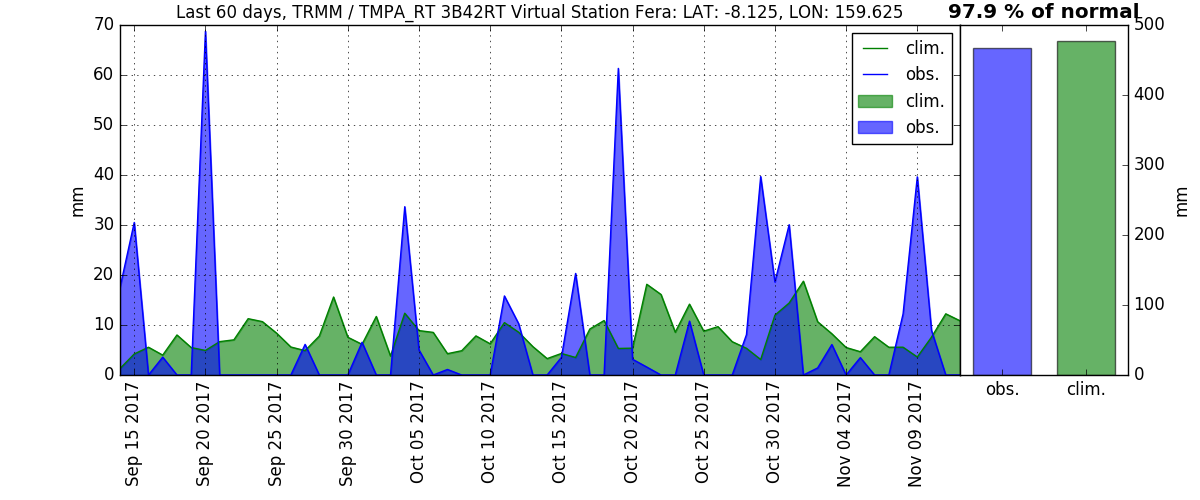 Last 60 days, TRMM / TMPA_RT 3B42RT Virtual Station Fera: LAT: -8.125, LON: 159.625
97.9 % of normal
70
60
50
40
30
20
10
0
mm
clim.
obs.
clim.
obs.
500
400
300
200
100
0
mm
Sep 15 2017
Sep 20 2017
Sep 25 2017
Sep 30 2017
Oct 05 2017
Oct 10 2017
Oct 15 2017
Oct 20 2017
Oct 25 2017
Oct 30 2017
Nov 04 2017
Nov 09 2017
obs.
clim.